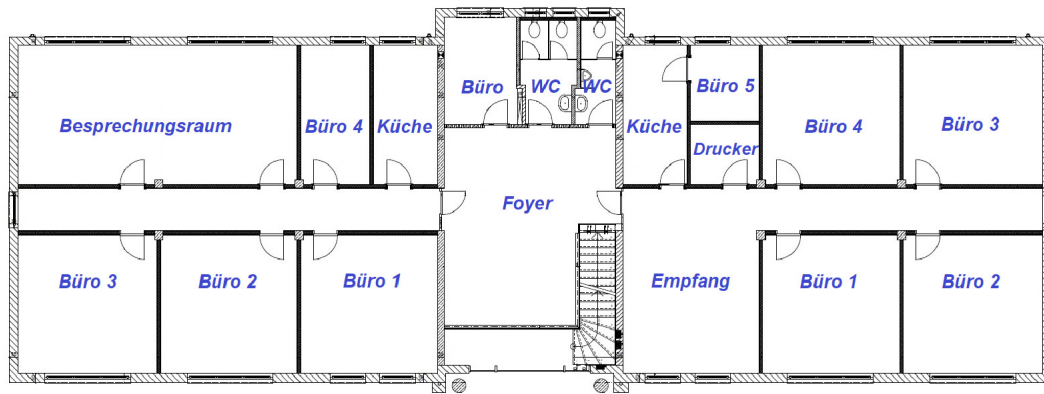 Büro
WC
WC
Besprechungsraum
Büro 4
Küche
Küche
Büro 5
Drucker
Büro 4
Büro 3
Foyer
Büro 3
Büro 2
Büro 1
Empfang
Büro 1
Büro 2